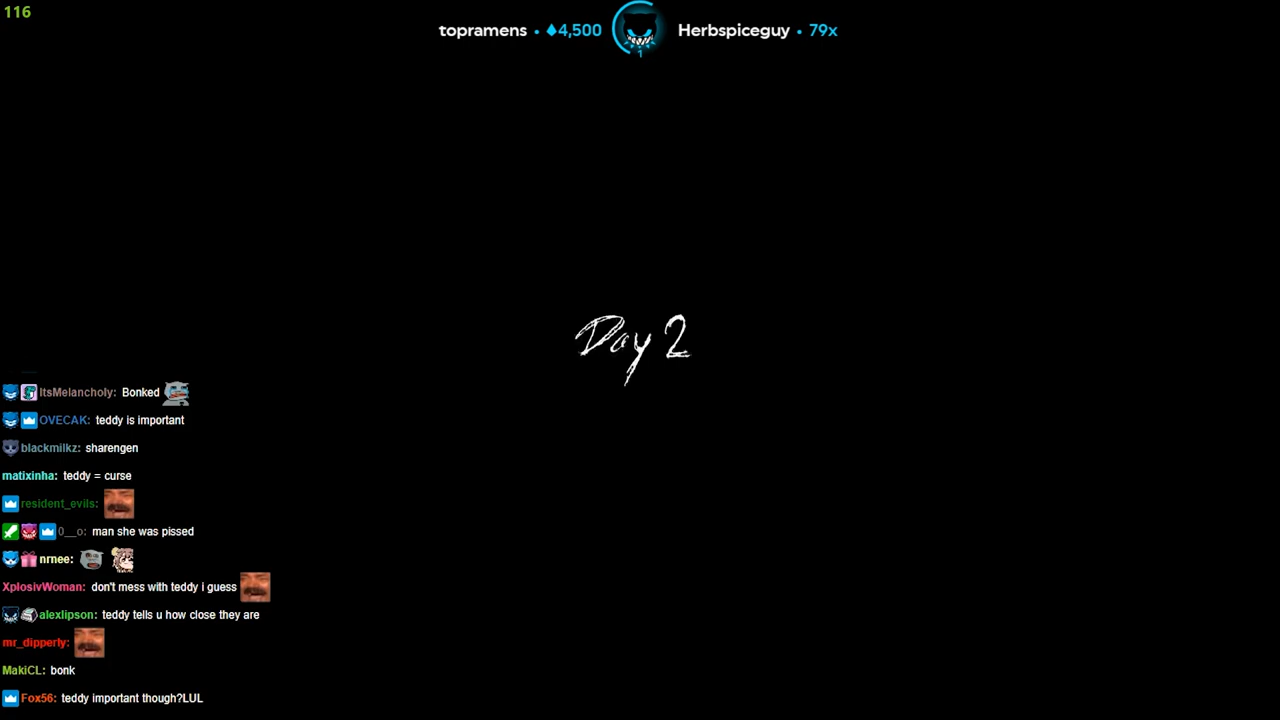 116
topramens • 4,500 1 Herbspiceguy • 79x
Day 2
ItsMelancholy: Bonked
OVECAK: teddy is important
blackmilkz: sharengen
matixinha: teddy = curse
resident_evils:
0__o: man she was pissed
nrnee:
XplosivWoman: don't mess with teddy i guess
alexlipson: teddy tells u how close they are
mr_dipperly:
MakiCL: bonk
Fox56: teddy important though?LUL